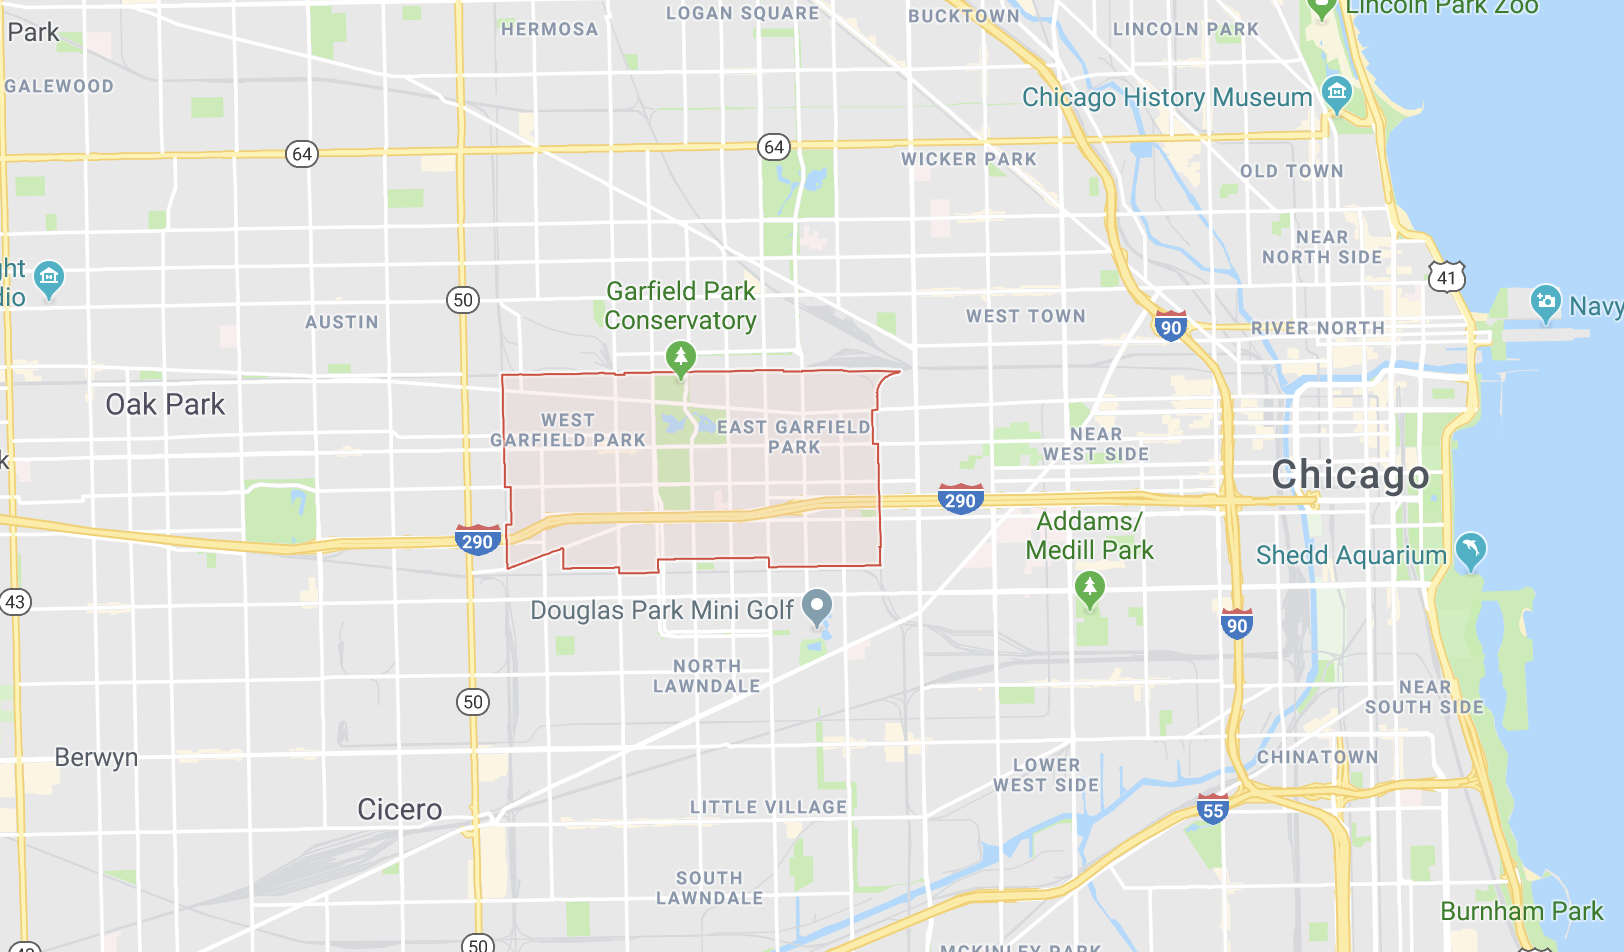 Park
HERMOSA
LOGAN SQUARE
BUCKTOWN
LINCOLN PARK
Lincoln Park Zoo
GALEWOOD
Chicago History Museum
64
64
WICKER PARK
OLD TOWN
NEAR
NORTH SIDE
41
50
AUSTIN
Garfield Park
Conservatory
WEST TOWN
90
RIVER NORTH
Navy
Oak Park
WEST
GARFIELD PARK
EAST GARFIELD
PARK
NEAR
WEST SIDE
Chicago
290
290
Addams/
Medill Park
Shedd Aquarium
43
Douglas Park Mini Golf
90
NORTH
LAWNDALE
50
NEAR
SOUTH SIDE
Berwyn
LOWER
WEST SIDE
CHINATOWN
Cicero
LITTLE VILLAGE
55
SOUTH
LAWNDALE
Burnham Park
50
MCKINLEY PARK